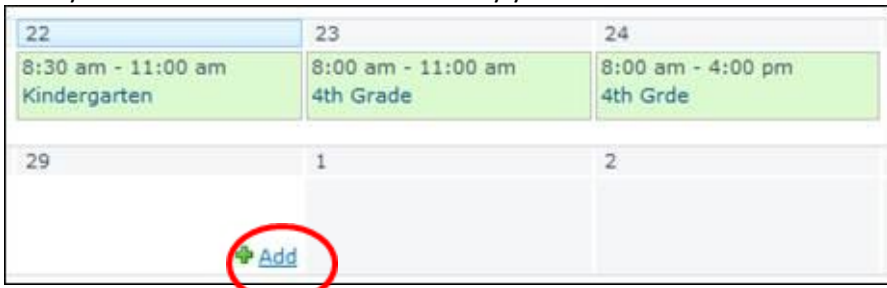 22 23 24
8:30 am - 11:00 am 8:00 am - 11:00 am 8:00 am - 4:00 pm
Kindergarten 4th Grade 4th Grde
29 1 2
Add